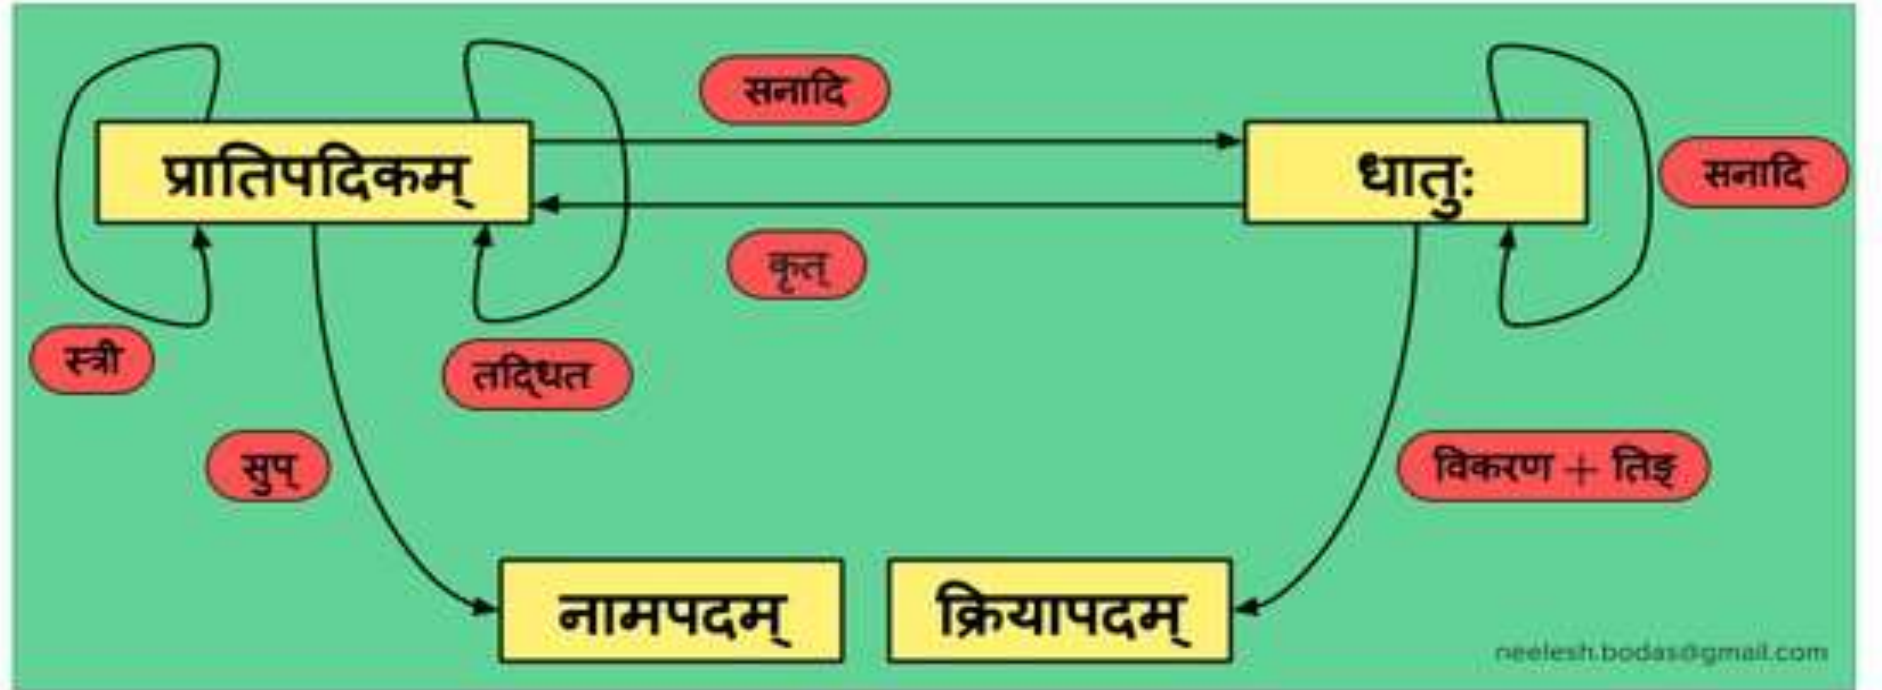 सनादि
प्रातिपदिकम्
धातुः
सनादि
कृत्
स्त्री
तद्धित
सुप्
विकरण + तिङ्
नामपदम्
क्रियापदम्
neelesh.bodas@gmail.com